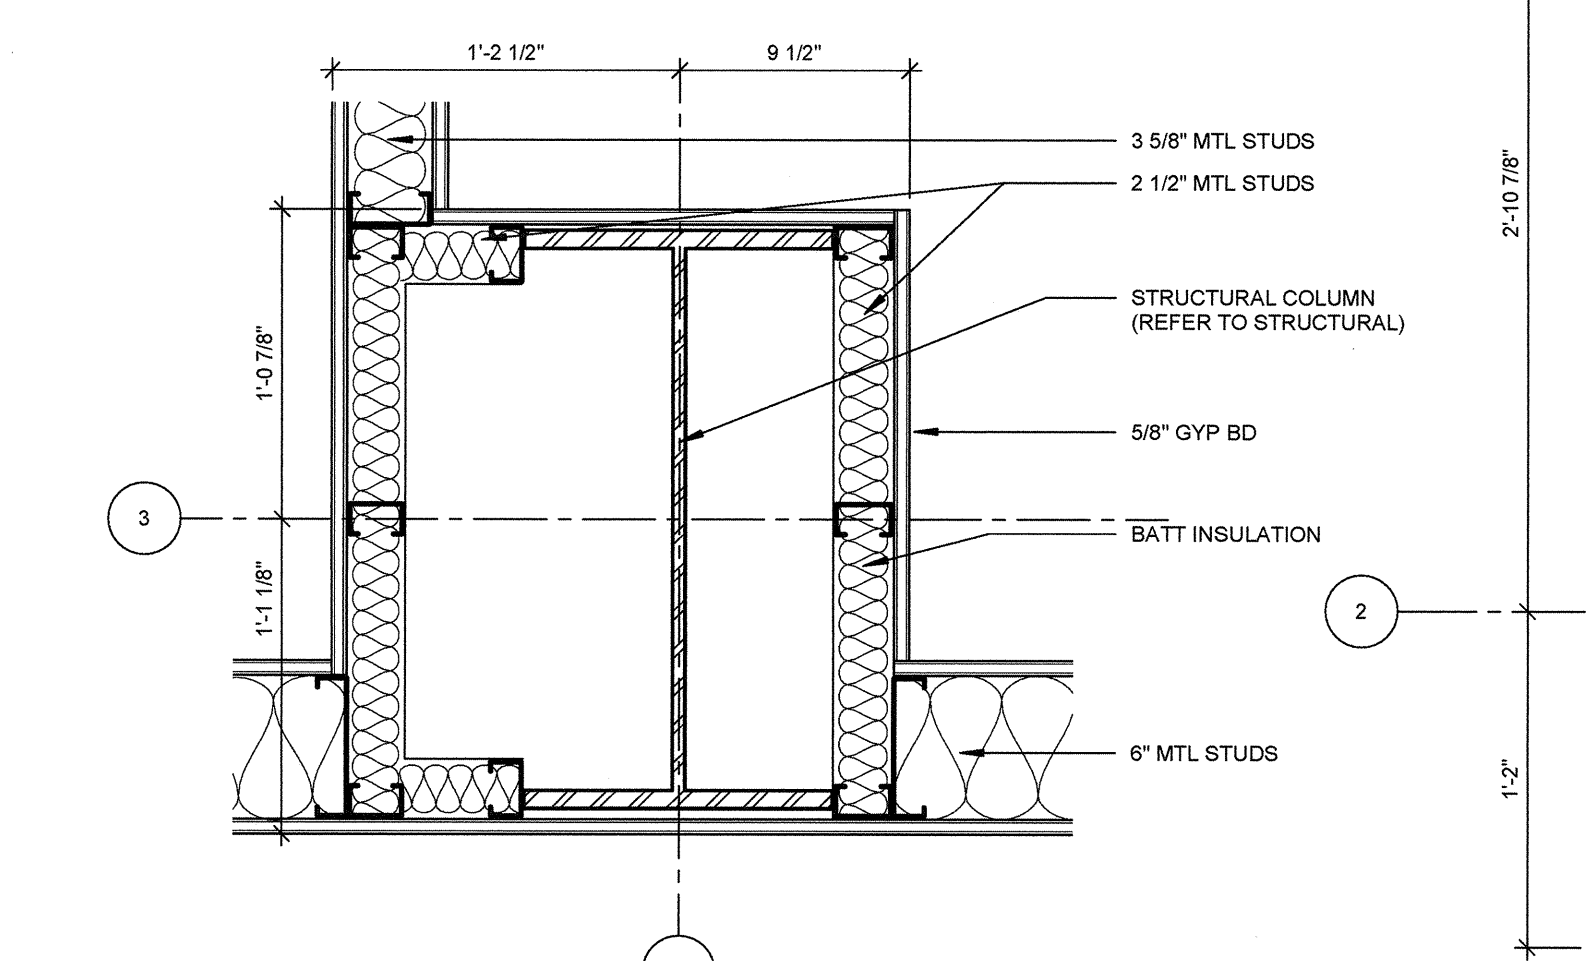 1'-2 1/2"
9 1/2"
3 5/8" MTL STUDS
2 1/2" MTL STUDS
2'-10 7/8"
STRUCTURAL COLUMN
(REFER TO STRUCTURAL)
1'-0 7/8"
5/8" GYP BD
3
BATT INSULATION
1'-1 1/8"
2
6" MTL STUDS
1'-2"